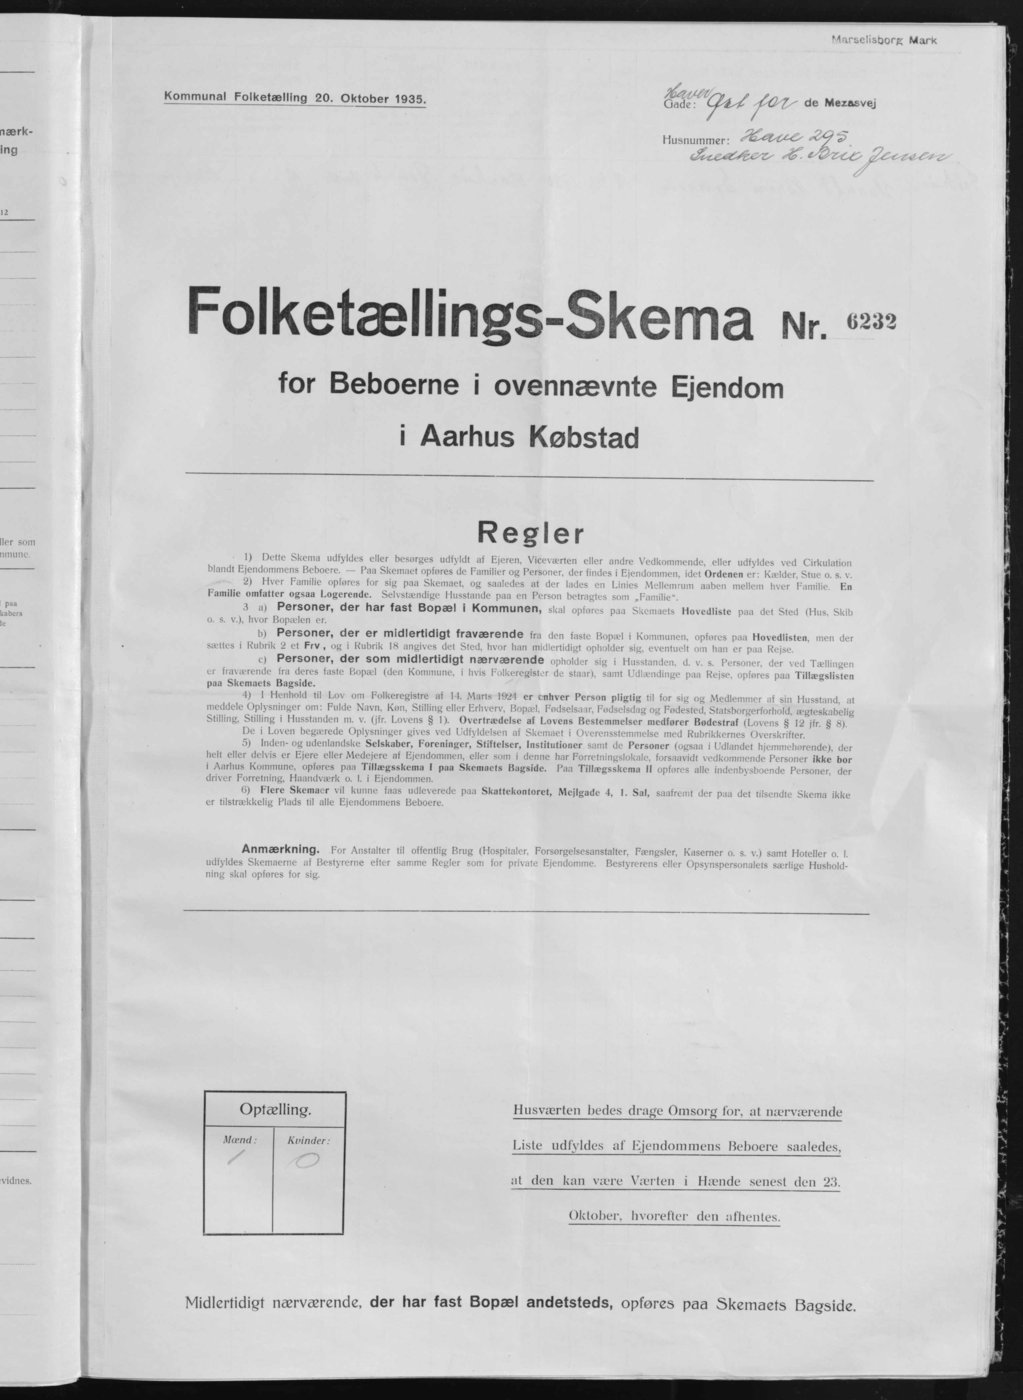 Marselisborg Mark
Kommunal Folketælling 20. Oktober 1935.
Haver
Gade: Øst for de Mezasvej
Husnummer: Have 295
Snedker H. Brix Jensen
Folketællings-Skema Nr. 6232
for Beboerne i ovennævnte Ejendom
i Aarhus Købstad
Regler
1) Dette Skema udfyldes eller besørges udfyldt af Ejeren, Viceværten eller andre Vedkommende, eller udfyldes ved Cirkulation
blandt Ejendommens Beboere. — Paa Skemaet opføres de Familier og Personer, der findes i Ejendommen, idet Ordenen er: Kælder, Stue o. s. v.
2) Hver Familie opføres for sig paa Skemaet, og saaledes at der lades en Linies Mellemrum aaben mellem hver Familie. En
Familie omfatter ogsaa Logerende. Selvstændige Husstande paa en Person betragtes som „Familie“.
3 a) Personer, der har fast Bopæl i Kommunen, skal opføres paa Skemaets Hovedliste paa det Sted (Hus, Skib
o. s. v.), hvor Bopælen er.
b) Personer, der er midlertidigt fraværende fra den faste Bopæl i Kommunen, opføres paa Hovedlisten, men der
sættes i Rubrik 2 et Frv., og i Rubrik 18 angives det Sted, hvor han midlertidigt opholder sig, eventuelt om han er paa Rejse.
c) Personer, der som midlertidigt nærværende opholder sig i Husstanden, d. v. s. Personer, der ved Tællingen
er fraværende fra deres faste Bopæl (den Kommune, i hvis Folkeregister de staar), samt Udlændinge paa Rejse, opføres paa Tillægslisten
paa Skemaets Bagside.
4) I Henhold til Lov om Folkeregistre af 14. Marts 1924 er enhver Person pligtig til for sig og Medlemmer af sin Husstand, at
meddele Oplysninger om: Fulde Navn, Køn, Stilling eller Erhverv, Bopæl, Fødselsaar, Fødselsdag og Fødested, Statsborgerforhold, ægteskabelig
Stilling, Stilling i Husstanden m. v. (jfr. Lovens § 1). Overtrædelse af Lovens Bestemmelser medfører Bødestraf (Lovens § 12 jfr. § 8).
De i Loven begærede Oplysninger gives ved Udfyldelsen af Skemaet i Overensstemmelse med Rubrikkernes Overskrifter.
5) Inden- og udenlandske Selskaber, Foreninger, Stiftelser, Institutioner samt de Personer (ogsaa i Udlandet hjemmehørende), der
helt eller delvis er Ejere eller Medejere af Ejendommen, eller som i denne har Forretningslokale, forsaavidt vedkommende Personer ikke bor
i Aarhus Kommune, opføres paa Tillægsskema I paa Skemaets Bagside. Paa Tillægsskema II opføres alle indenbysboende Personer, der
driver Forretning, Haandværk o. l. i Ejendommen.
6) Flere Skemaer vil kunne faas udleverede paa Skattekontoret, Mejlgade 4, 1. Sal, saafremt der paa det tilsendte Skema ikke
er tilstrækkelig Plads til alle Ejendommens Beboere.
Anmærkning. For Anstalter til offentlig Brug (Hospitaler, Forsørgelsesanstalter, Fængsler, Kaserner o. s. v.) samt Hoteller o. l.
udfyldes Skemaerne af Bestyrerne efter samme Regler som for private Ejendomme. Bestyrerens eller Opsynspersonalets særlige Hushold-
ning skal opføres for sig.
Optælling.
Mænd: Kvinder:
1 0
Husværten bedes drage Omsorg for, at nærværende
Liste udfyldes af Ejendommens Beboere saaledes,
at den kan være Værten i Hænde senest den 23.
Oktober, hvorefter den afhentes.
Midlertidigt nærværende, der har fast Bopæl andetsteds, opføres paa Skemaets Bagside.